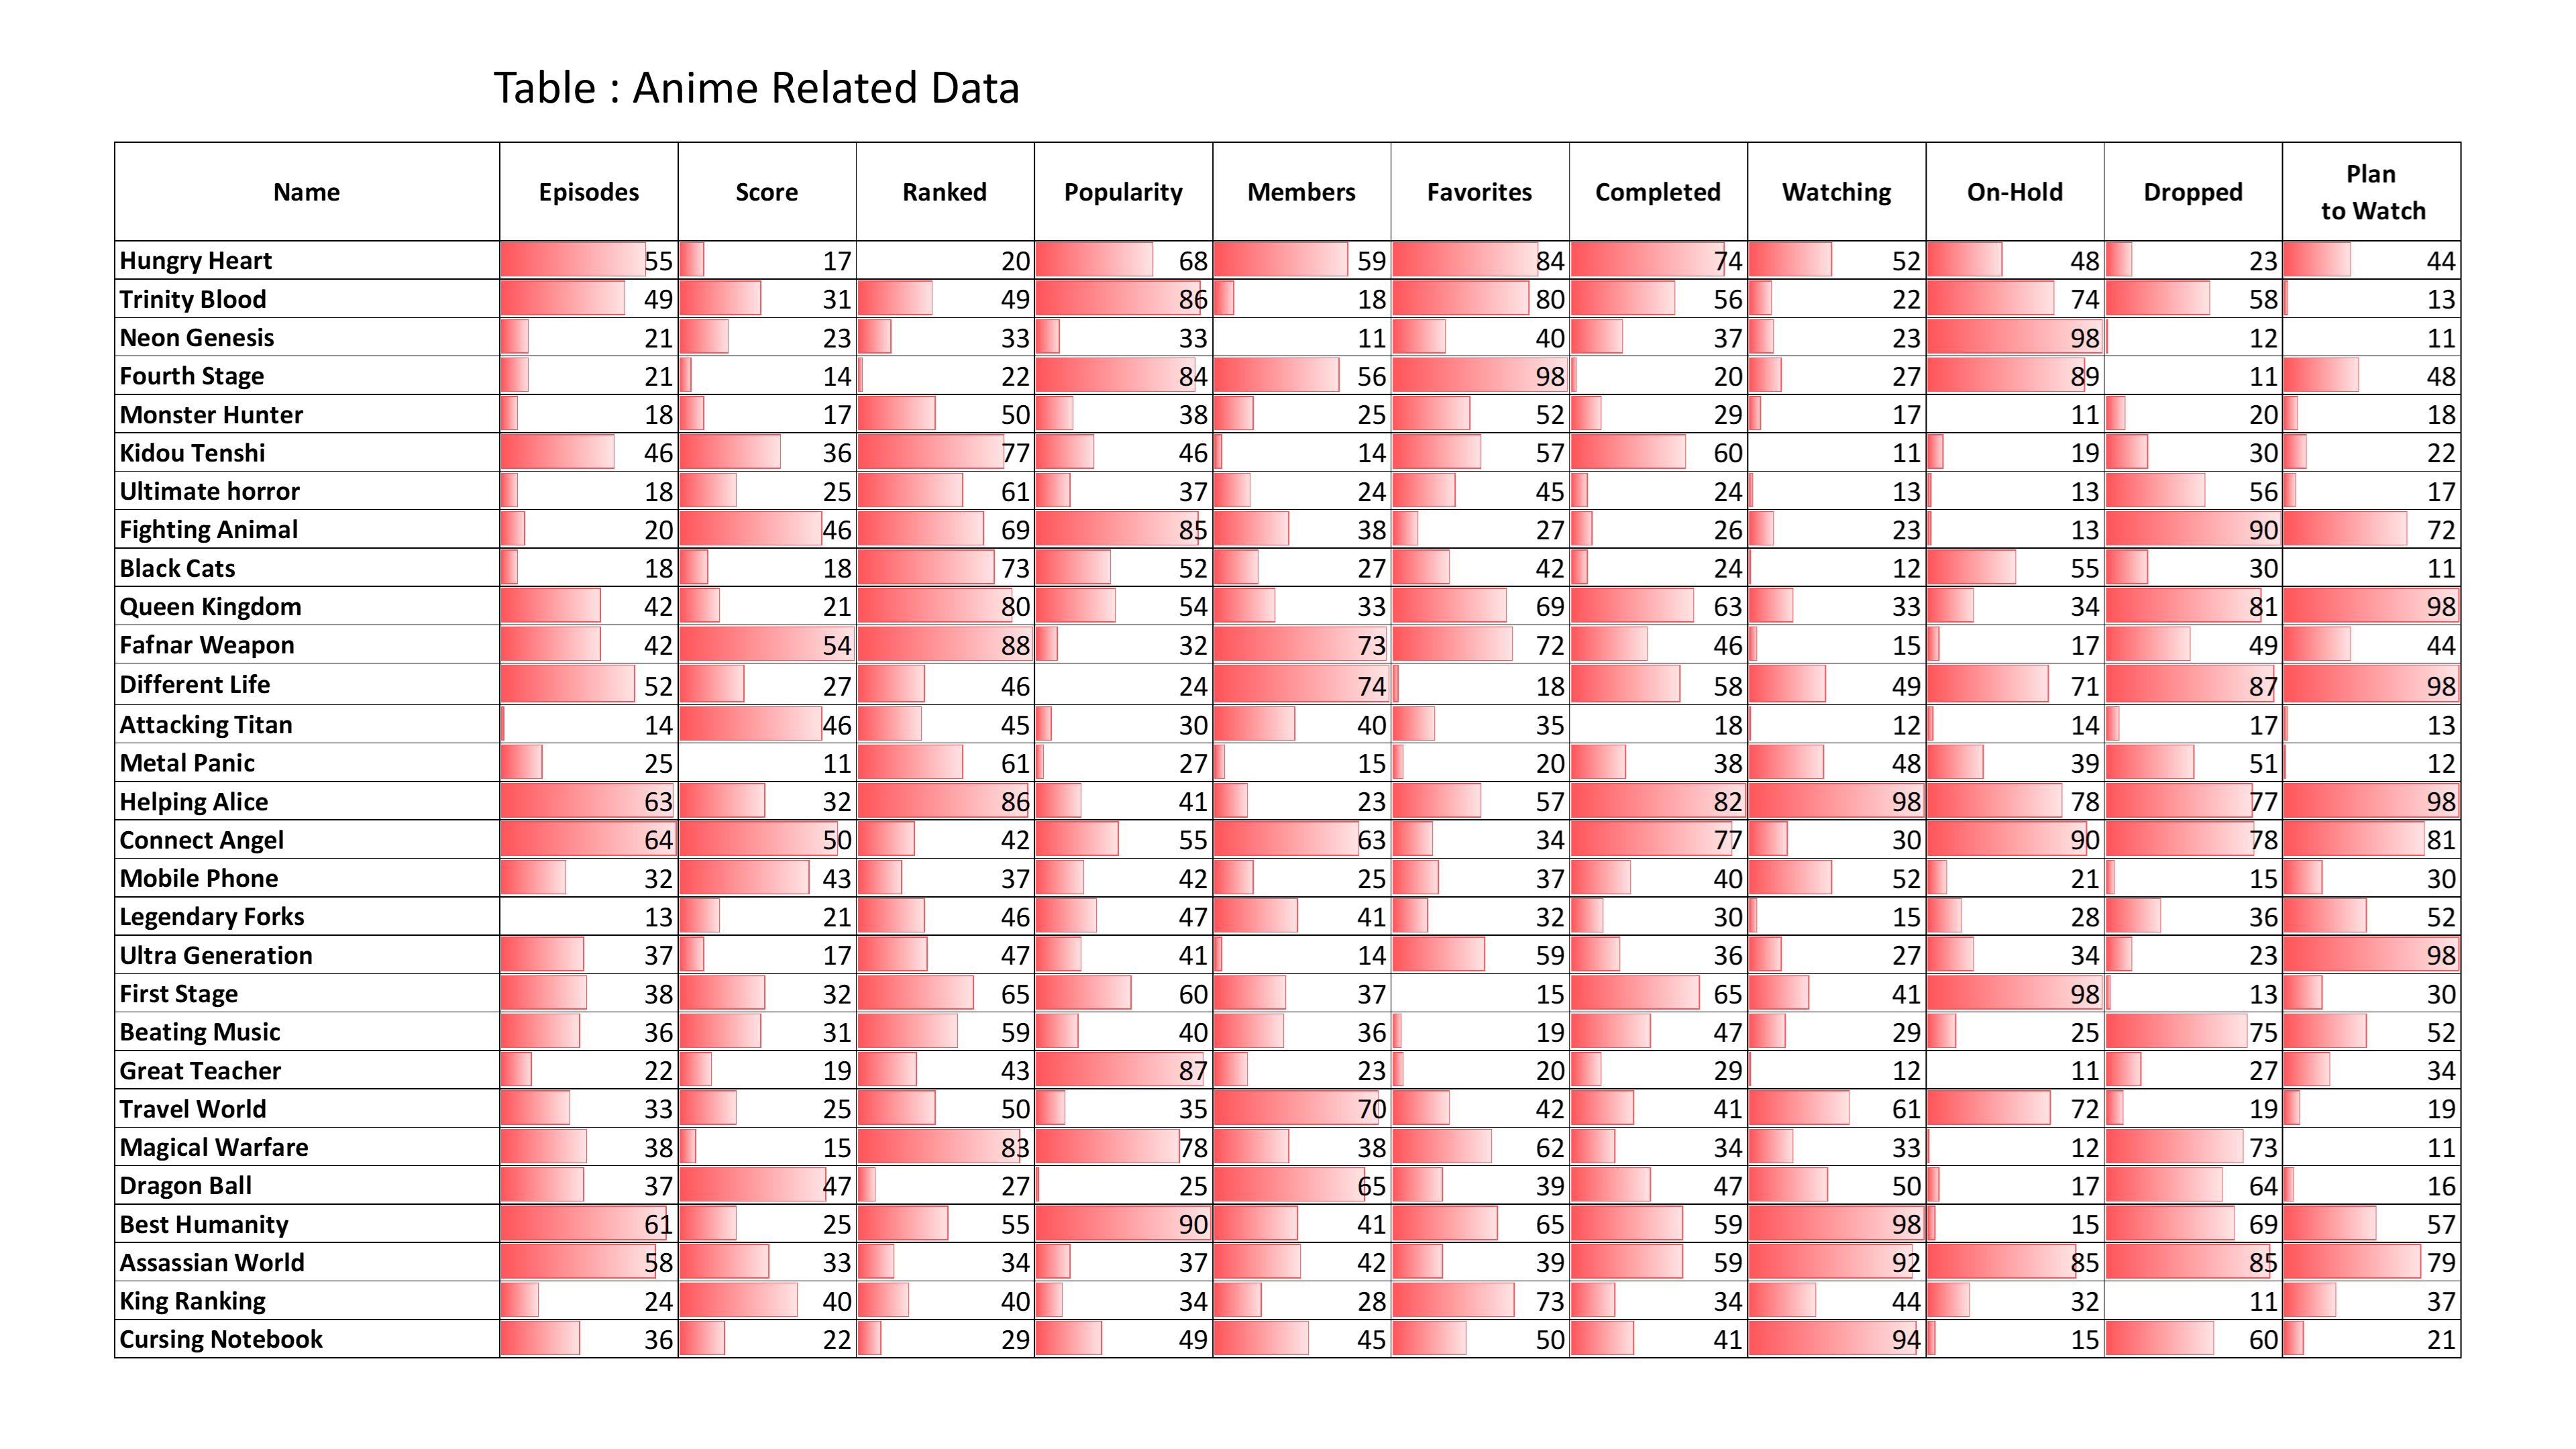 Table : Anime Related Data
Name Episodes Score Ranked Popularity Members Favorites Completed Watching On-Hold Dropped Plan to Watch
Hungry Heart 55 17 20 68 59 84 74 52 48 23 44
Trinity Blood 49 31 49 86 18 80 56 22 74 58 13
Neon Genesis 21 23 33 33 11 40 37 23 98 12 11
Fourth Stage 21 14 22 84 56 98 20 27 89 11 48
Monster Hunter 18 17 50 38 25 52 29 17 11 20 18
Kidou Tenshi 46 36 77 46 14 57 60 11 19 30 22
Ultimate horror 18 25 61 37 24 45 24 13 13 56 17
Fighting Animal 20 46 69 85 38 27 26 23 13 90 72
Black Cats 18 18 73 52 27 42 24 12 55 30 11
Queen Kingdom 42 21 80 54 33 69 63 33 34 81 98
Fafnar Weapon 42 54 88 32 73 72 46 15 17 49 44
Different Life 52 27 46 24 74 18 58 49 71 87 98
Attacking Titan 14 46 45 30 40 35 18 12 14 17 13
Metal Panic 25 11 61 27 15 20 38 48 39 51 12
Helping Alice 63 32 86 41 23 57 82 98 78 77 98
Connect Angel 64 50 42 55 63 34 77 30 90 78 81
Mobile Phone 32 43 37 42 25 37 40 52 21 15 30
Legendary Forks 13 21 46 47 41 32 30 15 28 36 52
Ultra Generation 37 17 47 41 14 59 36 27 34 23 98
First Stage 38 32 65 60 37 15 65 41 98 13 30
Beating Music 36 31 59 40 36 19 47 29 25 75 52
Great Teacher 22 19 43 87 23 20 29 12 11 27 34
Travel World 33 25 50 35 70 42 41 61 72 19 19
Magical Warfare 38 15 83 78 38 62 34 33 12 73 11
Dragon Ball 37 47 27 25 65 39 47 50 17 64 16
Best Humanity 61 25 55 90 41 65 59 98 15 69 57
Assassian World 58 33 34 37 42 39 59 92 85 85 79
King Ranking 24 40 40 34 28 73 34 44 32 11 37
Cursing Notebook 36 22 29 49 45 50 41 94 15 60 21